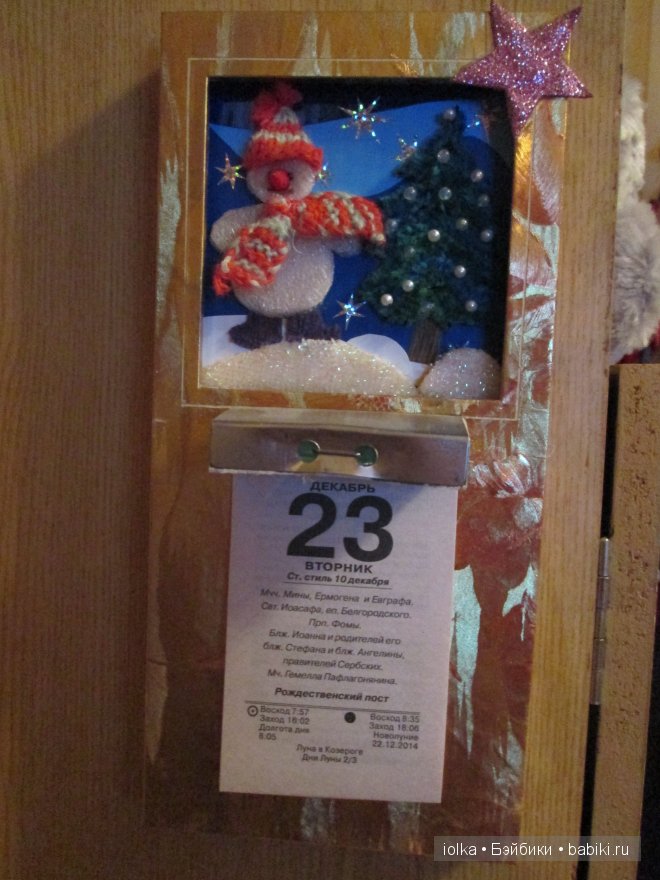 ДЕКАБРЬ
23
ВТОРНИК
Ст. стиль 10 декабря
Мчч. Мины, Ермогена и Евграфа.
Свт. Иоасафа, еп. Белгородского.
Прп. Фомы.
Блж. Иоанна и родителей его
блж. Стефана и блж. Ангелины,
правителей Сербских.
Мч. Гемелла Пафлагонянина.
Рождественский пост
Восход 7:57
Заход 16:02
Долгота дня
8.05
Восход 8:35
Заход 16:06
Новолуние
22.12.2014
Луна в Козероге
Дни Луны 2/3
iolka • Бэйбики • babiki.ru